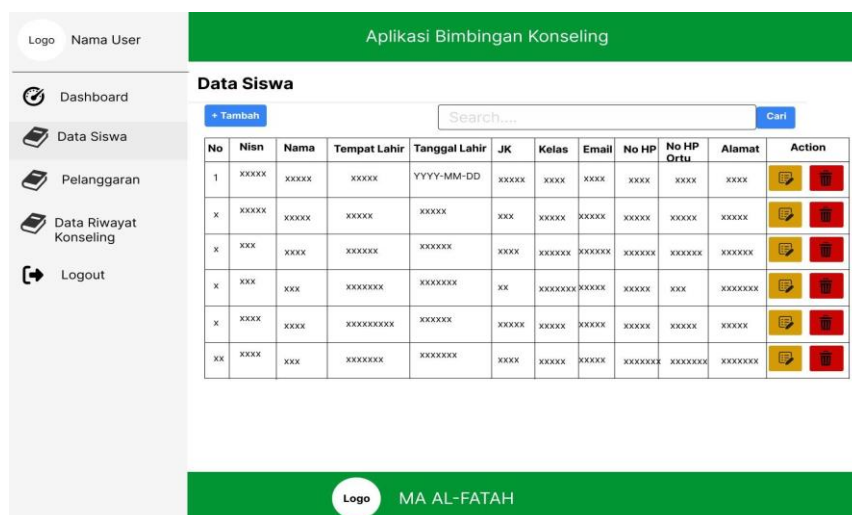 Logo Nama User
Aplikasi Bimbingan Konseling
Dashboard
Data Siswa
Pelanggaran
Data Riwayat
Konseling
Logout
Data Siswa
+ Tambah Search.... Cari
No Nisn Nama Tempat Lahir Tanggal Lahir JK Kelas Email No HP No HP Ortu Alamat Action
1 xxxxx xxxxx xxxxx YYYY-MM-DD xxxxx xxxx xxxx xxxx xxxx xxxx
x xxxxx xxxxx xxxxx xxxxx xxx xxxxx xxxxx xxxxx xxxxx xxxxx
x xxx xxxx xxxxxx xxxxxx xxxx xxxxxx xxxxxx xxxxxx xxxxxx xxxxxx
x xxx xxx xxxxxxx xxxxxxx xx xxxxxxx xxxxx xxxxx xxx xxxxxxx
x xxxx xxxx xxxxxxxxx xxxxxx xxxxx xxxxx xxxxx xxxxx xxxxx xxxxx
xx xxxx xxx xxxxxxx xxxxxxx xxxx xxxxx xxxxx xxxxxxx xxxxxxx xxxxxxx
Logo MA AL-FATAH